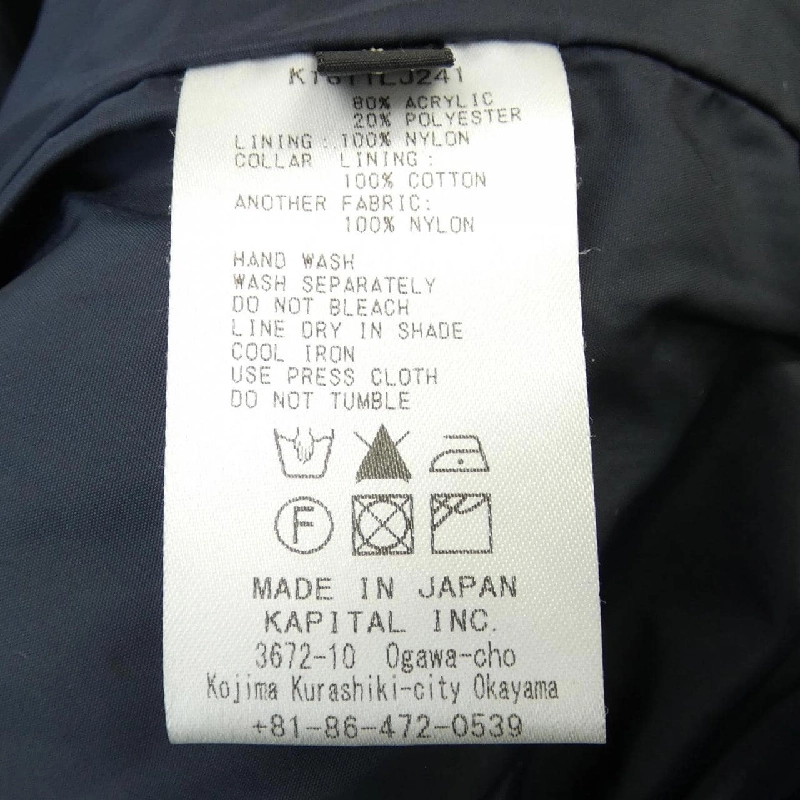 80% ACRYLIC
20% POLYESTER
LINING: 100% NYLON
COLLAR LINING:
100% COTTON
ANOTHER FABRIC:
100% NYLON
HAND WASH
WASH SEPARATELY
DO NOT BLEACH
LINE DRY IN SHADE
COOL IRON
USE PRESS CLOTH
DO NOT TUMBLE
F
MADE IN JAPAN
KAPITAL INC.
3672-10 Ogawa-cho
Kojima Kurashiki-city Okayama
+81-86-472-0539